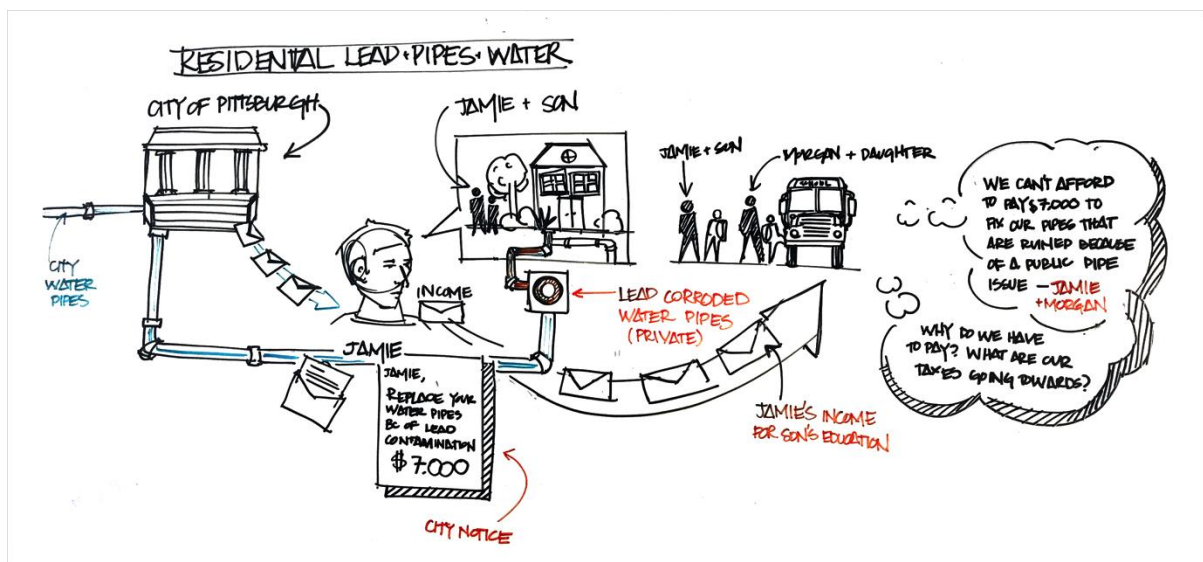 RESIDENTIAL LEAD • PIPES • WATER
CITY OF PITTSBURGH
JAMIE + SON
JAMIE + SON
MORGAN + DAUGHTER
SCHOOL
WE CAN'T AFFORD
TO PAY $7.000 TO
FIX OUR PIPES THAT
ARE RUINED BECAUSE
OF A PUBLIC PIPE
ISSUE — JAMIE
+ MORGAN
WHY DO WE HAVE
TO PAY? WHAT ARE OUR
TAXES GOING TOWARDS?
CITY
WATER
PIPES
INCOME
LEAD CORRODED
WATER PIPES
(PRIVATE)
JAMIE
JAMIE,
REPLACE YOUR
WATER PIPES
BC OF LEAD
CONTAMINATION
$ 7.000
JAMIE'S INCOME
FOR SON'S EDUCATION
CITY NOTICE